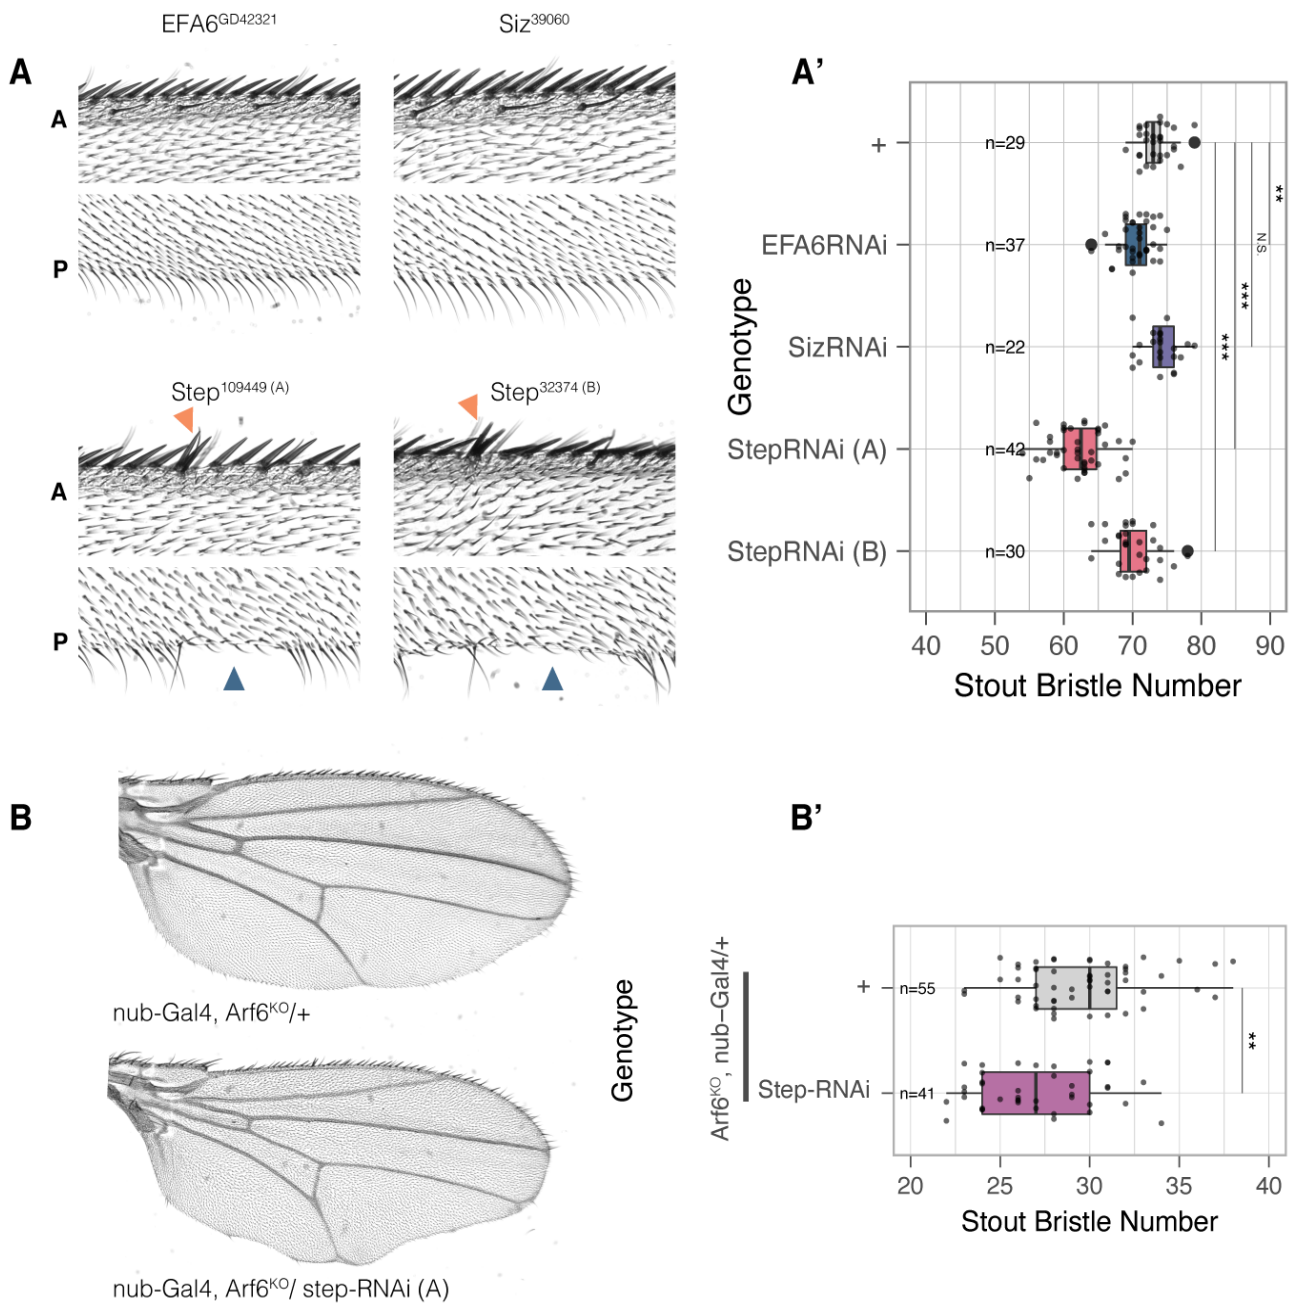 EFA6GD42321
Siz39060
A
A
P
Step109449 (A)
Step32374 (B)
A
P
A'
Genotype
+
EFA6RNAi
SizRNAi
StepRNAi (A)
StepRNAi (B)
n=29
n=37
n=22
n=42
n=30
**
N.S.
***
***
40 50 60 70 80 90
Stout Bristle Number
B
nub-Gal4, Arf6KO/+
nub-Gal4, Arf6KO/ step-RNAi (A)
B'
Genotype
Arf6KO, nub–Gal4/+
+
Step-RNAi
n=55
n=41
**
20 25 30 35 40
Stout Bristle Number